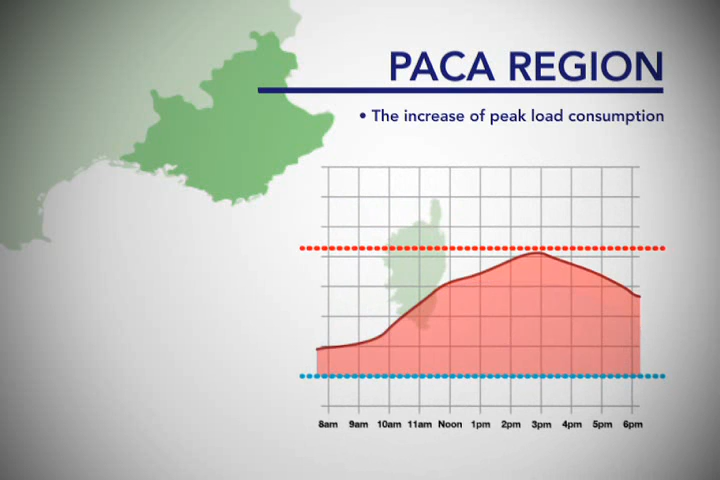 PACA REGION
• The increase of peak load consumption
8am 9am 10am 11am Noon 1pm 2pm 3pm 4pm 5pm 6pm